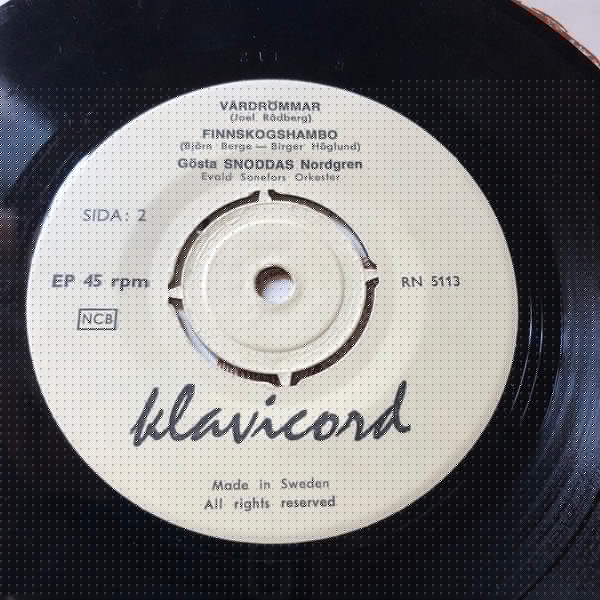 VÅRDRÖMMAR
(Joel Rådberg)
FINNSKOGSHAMBO
(Björn Berge — Birger Höglund)
Gösta SNODDAS Nordgren
Evald Sonefors Orkester
SIDA: 2
EP 45 rpm
RN 5113
NCB
klavicord
Made in Sweden
All rights reserved